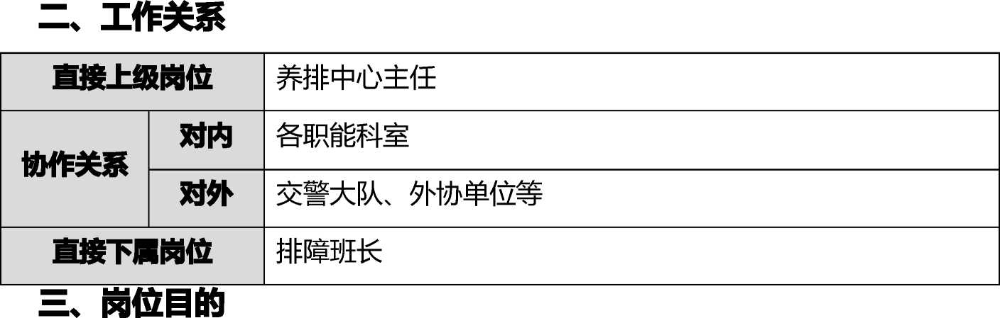 二、工作关系
直接上级岗位 养排中心主任
协作关系 对内 各职能科室
对外 交警大队、外协单位等
直接下属岗位 排障班长
三、岗位目的